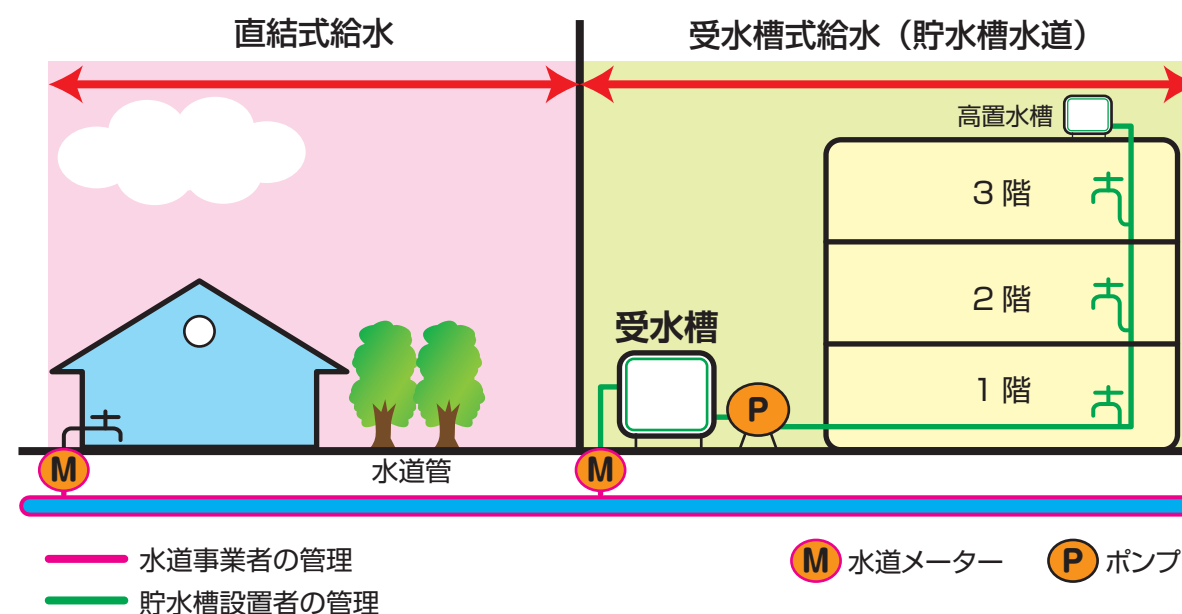 直結式給水
受水槽式給水（貯水槽水道）
高置水槽
3 階
2 階
受水槽
1 階
P
M
水道管
M
水道事業者の管理
M 水道メーター
P ポンプ
貯水槽設置者の管理